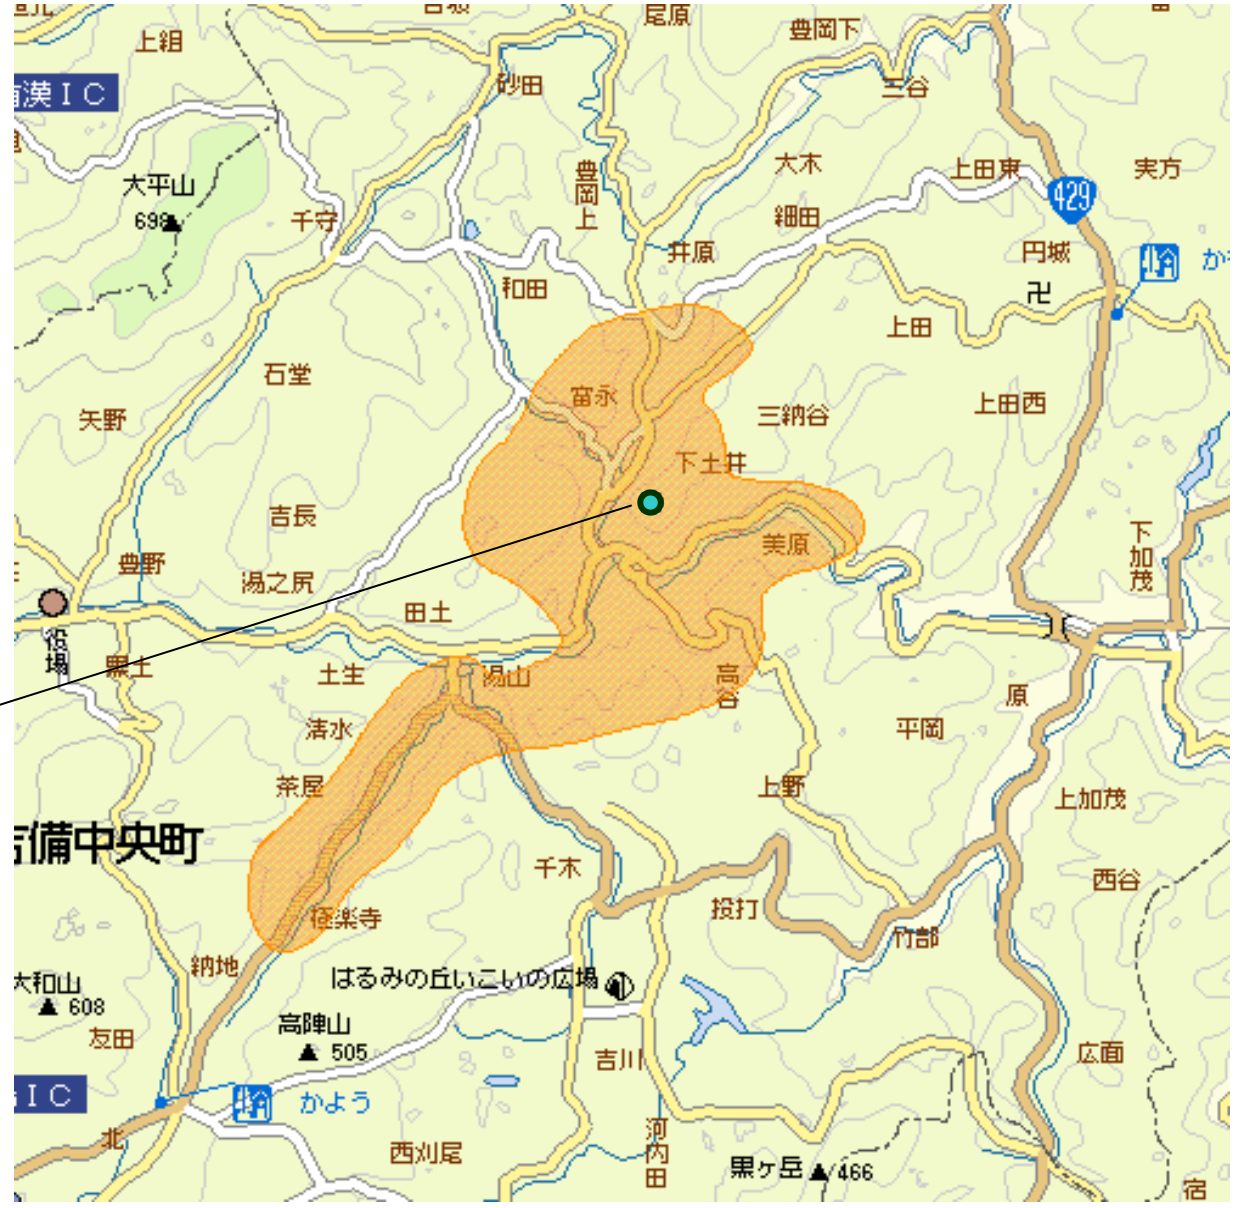 尾原
豊岡下
上組
砂田
三谷
漢ＩＣ
大木
上田東
実方
豊岡上
大平山
698
429
千守
細田
井原
円城
和田
卍
上田
石堂
富永
上田西
矢野
三納谷
下土井
吉長
美原
下加茂
豊野
湯之尻
田土
役場
黒土
土生
湯山
高谷
原
清水
平岡
茶屋
上野
上加茂
備中央町
千木
西谷
投打
極楽寺
竹部
納地
はるみの丘いこいの広場
大和山
608
高陣山
505
友田
吉川
広面
ＩＣ
かよう
北
西刈尾
河内田
黒ヶ岳
466
宿